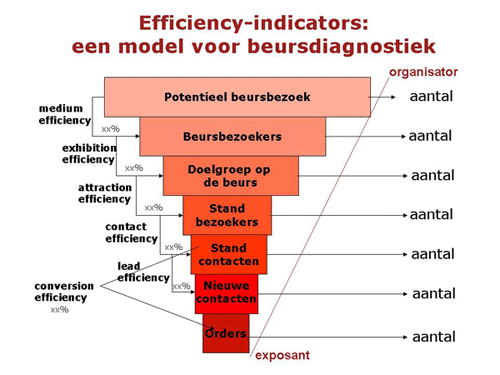 Efficiency-indicators:
een model voor beursdiagnostiek
organisator
Potentieel beursbezoek
aantal
medium
efficiency
xx%
Beursbezoekers
aantal
exhibition
efficiency
xx%
Doelgroep op
de beurs
aantal
attraction
efficiency
xx%
Stand
bezoekers
aantal
contact
efficiency
xx%
Stand
contacten
aantal
lead
efficiency
xx%
Nieuwe
contacten
aantal
conversion
efficiency
xx%
Orders
aantal
exposant